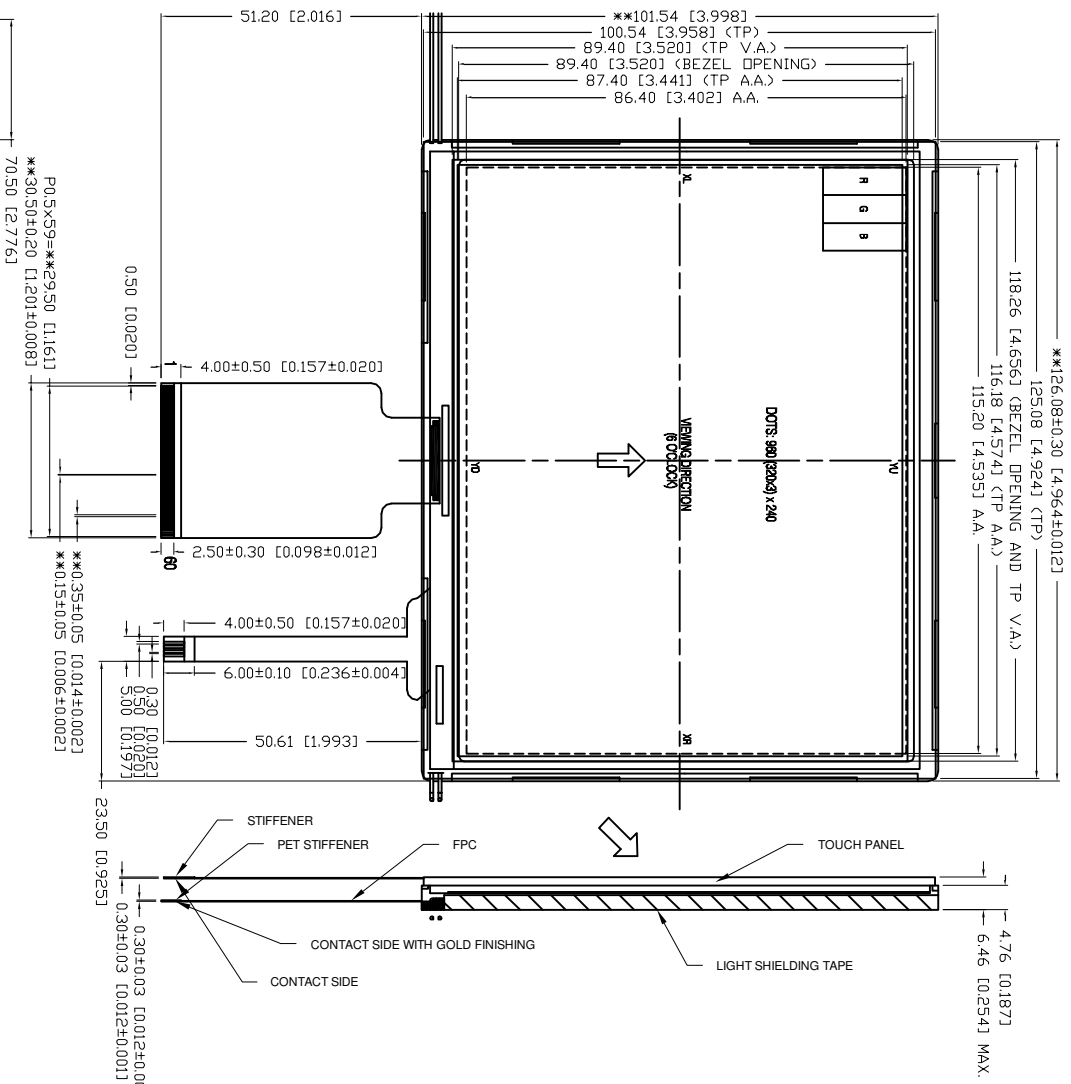 51.20 [2.016]
**101.54 [3.998]
100.54 [3.958] (TP)
89.40 [3.520] (TP V.A.)
89.40 [3.520] (BEZEL OPENING)
87.40 [3.441] (TP A.A.)
86.40 [3.402] A.A.
**126.08±0.30 [4.964±0.012]
125.08 [4.924] (TP)
118.26 [4.656] (BEZEL OPENING AND TP V.A.)
116.18 [4.574] (TP A.A.)
115.20 [4.535] A.A.
R
G
B
XL
YU
YD
XR
DOTS: 960 (320x3) x 240
VIEWING DIRECTION
(6 O'CLOCK)
70.50 [2.776]
**30.50±0.20 [1.201±0.008]
P0.5x59=**29.50 [1.161]
0.50 [0.020]
1
4.00±0.50 [0.157±0.020]
2.50±0.30 [0.098±0.012]
60
**0.35±0.05 [0.014±0.002]
**0.15±0.05 [0.006±0.002]
4.00±0.50 [0.157±0.020]
6.00±0.10 [0.236±0.004]
0.30 [0.012]
0.50 [0.020]
5.00 [0.197]
50.61 [1.993]
23.50 [0.925]
STIFFENER
PET STIFFENER
FPC
TOUCH PANEL
CONTACT SIDE WITH GOLD FINISHING
CONTACT SIDE
LIGHT SHIELDING TAPE
4.76 [0.187]
6.46 [0.254] MAX.
0.30±0.03 [0.012±0.00
0.30±0.03 [0.012±0.001]